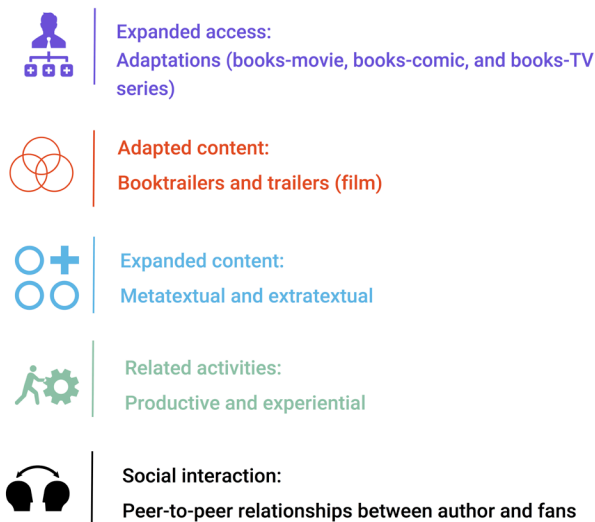 Expanded access:
Adaptations (books-movie, books-comic, and books-TV
series)
Adapted content:
Booktrailers and trailers (film)
Expanded content:
Metatextual and extratextual
Related activities:
Productive and experiential
Social interaction:
Peer-to-peer relationships between author and fans